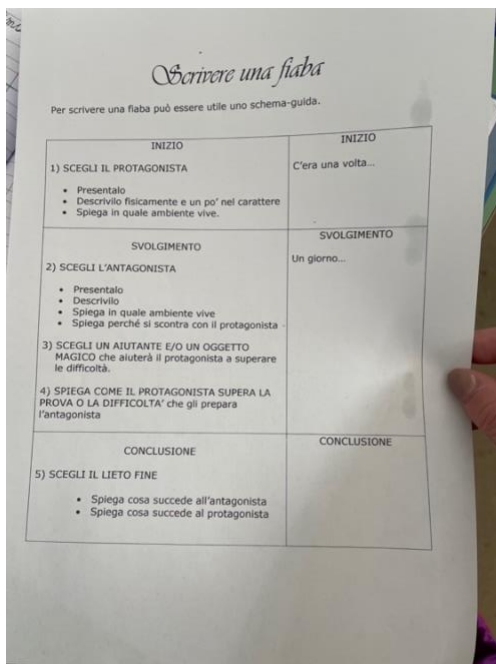 Scrivere una fiaba
Per scrivere una fiaba può essere utile uno schema-guida.
INIZIO
1) SCEGLI IL PROTAGONISTA
• Presentalo
• Descrivilo fisicamente e un po' nel carattere
• Spiega in quale ambiente vive.
INIZIO
C'era una volta...
SVOLGIMENTO
2) SCEGLI L'ANTAGONISTA
• Presentalo
• Descrivilo
• Spiega in quale ambiente vive
• Spiega perché si scontra con il protagonista
3) SCEGLI UN AIUTANTE E/O UN OGGETTO
MAGICO che aiuterà il protagonista a superare
le difficoltà.
4) SPIEGA COME IL PROTAGONISTA SUPERA LA
PROVA O LA DIFFICOLTA' che gli prepara
l'antagonista
SVOLGIMENTO
Un giorno...
CONCLUSIONE
5) SCEGLI IL LIETO FINE
• Spiega cosa succede all'antagonista
• Spiega cosa succede al protagonista
CONCLUSIONE